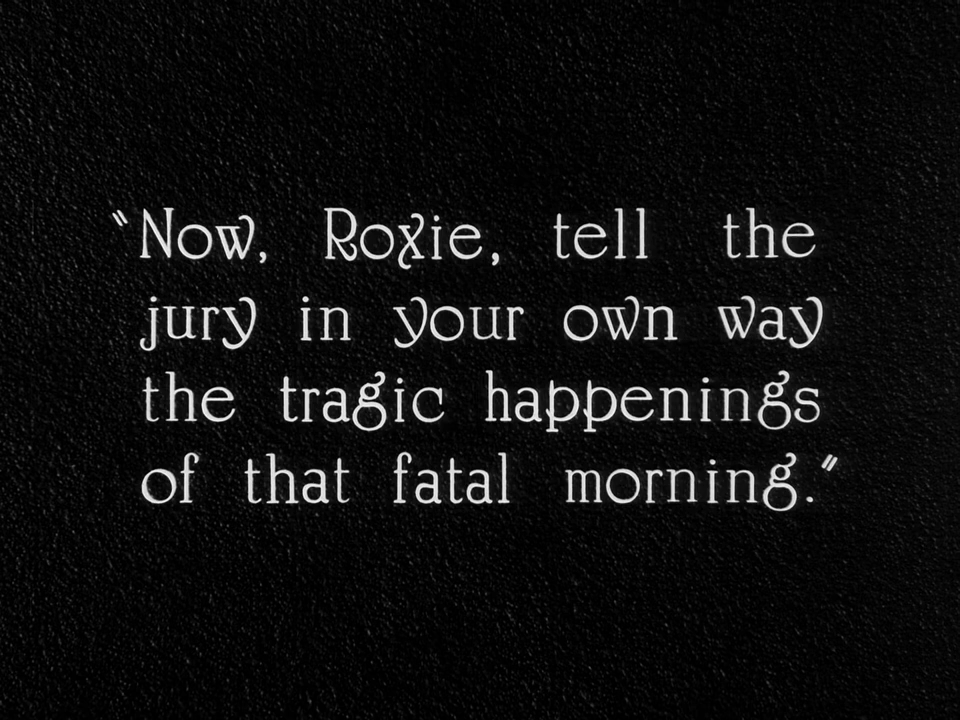 “Now, Roxie, tell the
jury in your own way
the tragic happenings
of that fatal morning.”